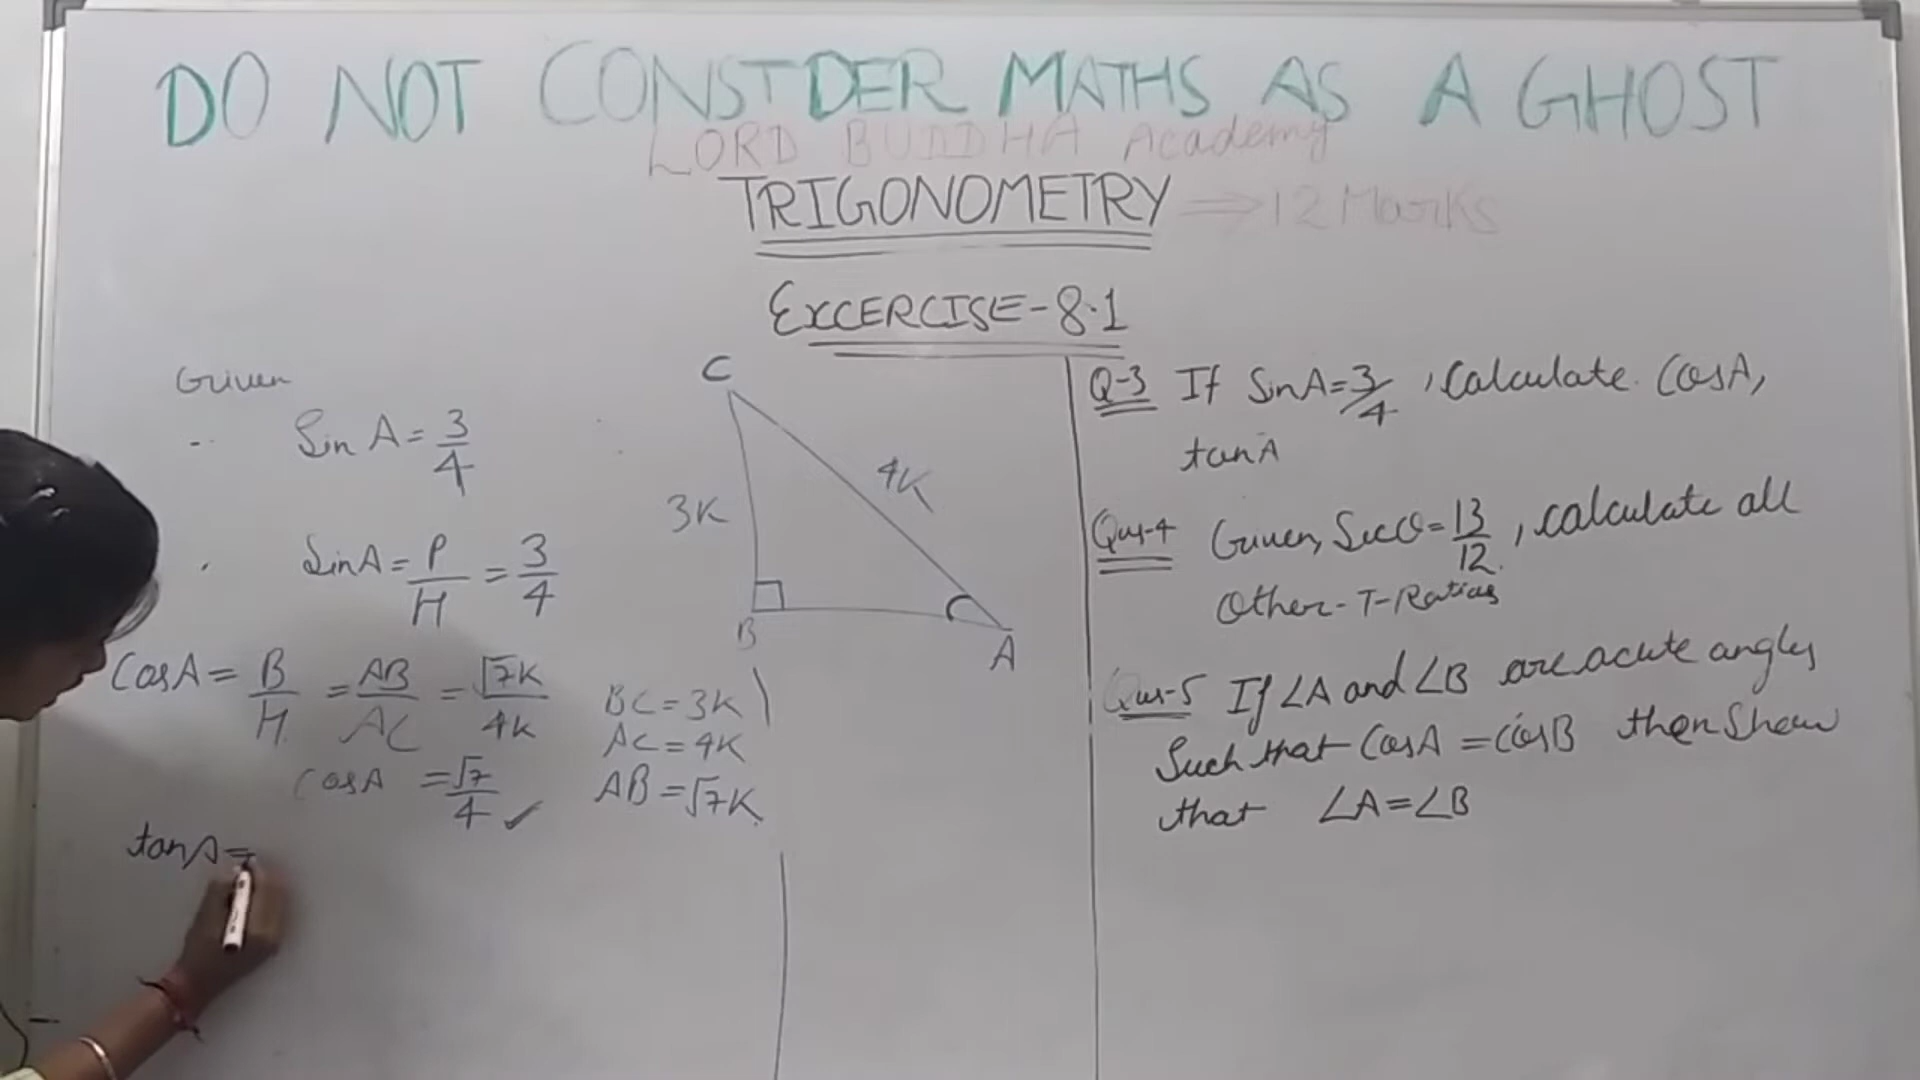 DO NOT CONSIDER MATHS AS A GHOST
LORD BUDDHA Academy
TRIGONOMETRY ⇒ 12 Marks
EXCERCISE-8.1
Given
Sin A = 3/4
SinA = P/H = 3/4
CosA = B/H = AB/AC = √7K/4K
CosA = √7/4 ✓
tanA =
C
3K
4K
B
A
BC = 3K
AC = 4K
AB = √7K
Q-3 If SinA = 3/4, Calculate CosA,
tanA
Qus-4 Given, Secθ = 13/12, calculate all
Other-T-Ratios
Qus-5 If ∠A and ∠B are acute angles
Such that CosA = CosB then Show
that ∠A = ∠B